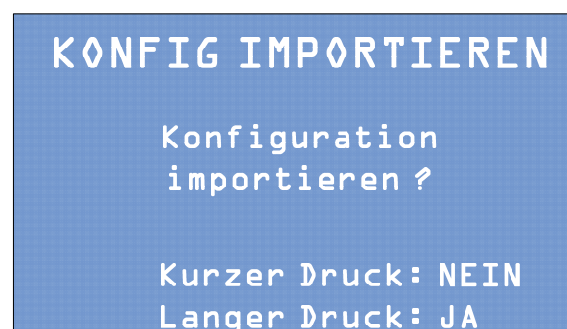 KONFIG IMPORTIEREN
Konfiguration
importieren ?
Kurzer Druck: NEIN
Langer Druck: JA